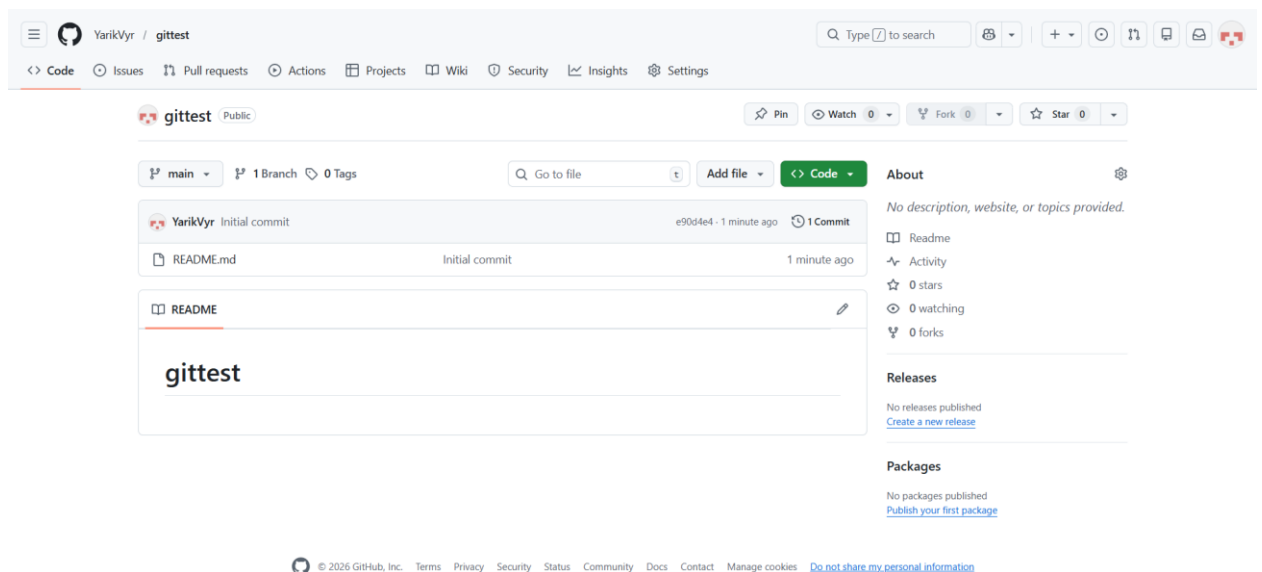 YarikVyr / gittest
Type / to search
Code Issues Pull requests Actions Projects Wiki Security Insights Settings
gittest Public
Pin Watch 0 Fork 0 Star 0
main 1 Branch 0 Tags
Go to file t Add file Code
YarikVyr Initial commit e90d4e4 · 1 minute ago 1 Commit
README.md Initial commit 1 minute ago
README
gittest
About
No description, website, or topics provided.
Readme
Activity
0 stars
0 watching
0 forks
Releases
No releases published
Create a new release
Packages
No packages published
Publish your first package
© 2026 GitHub, Inc. Terms Privacy Security Status Community Docs Contact Manage cookies Do not share my personal information